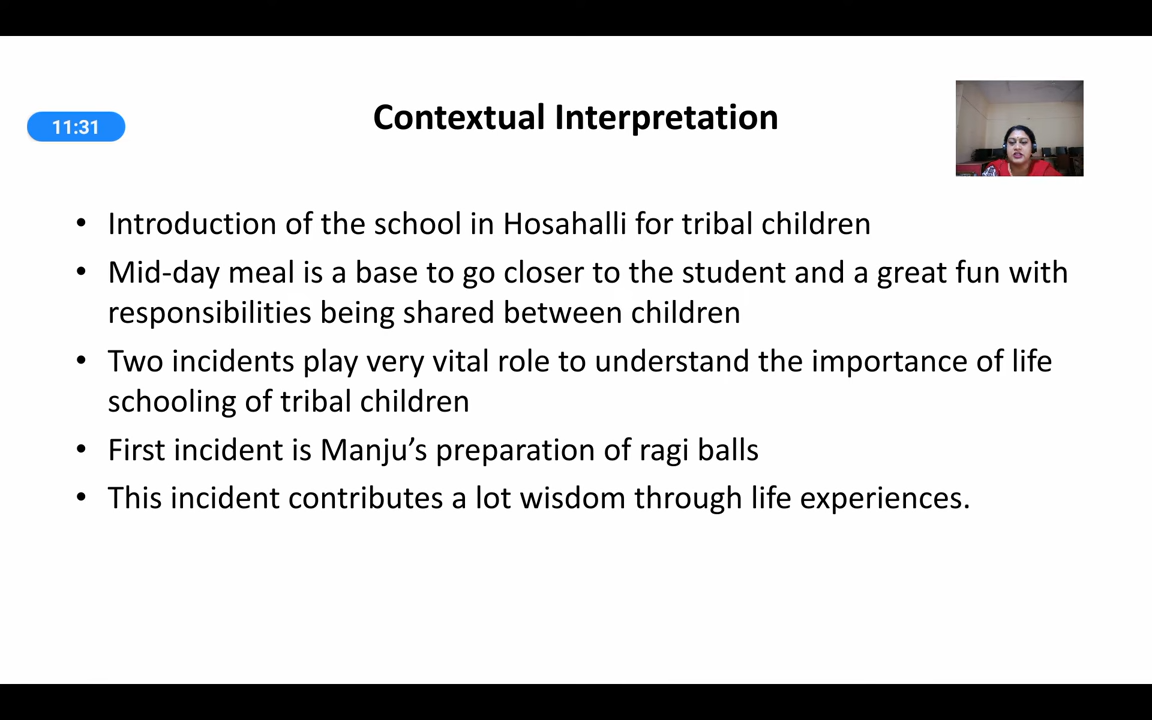 Contextual Interpretation
11:31
• Introduction of the school in Hosahalli for tribal children
• Mid-day meal is a base to go closer to the student and a great fun with
responsibilities being shared between children
• Two incidents play very vital role to understand the importance of life
schooling of tribal children
• First incident is Manju’s preparation of ragi balls
• This incident contributes a lot wisdom through life experiences.